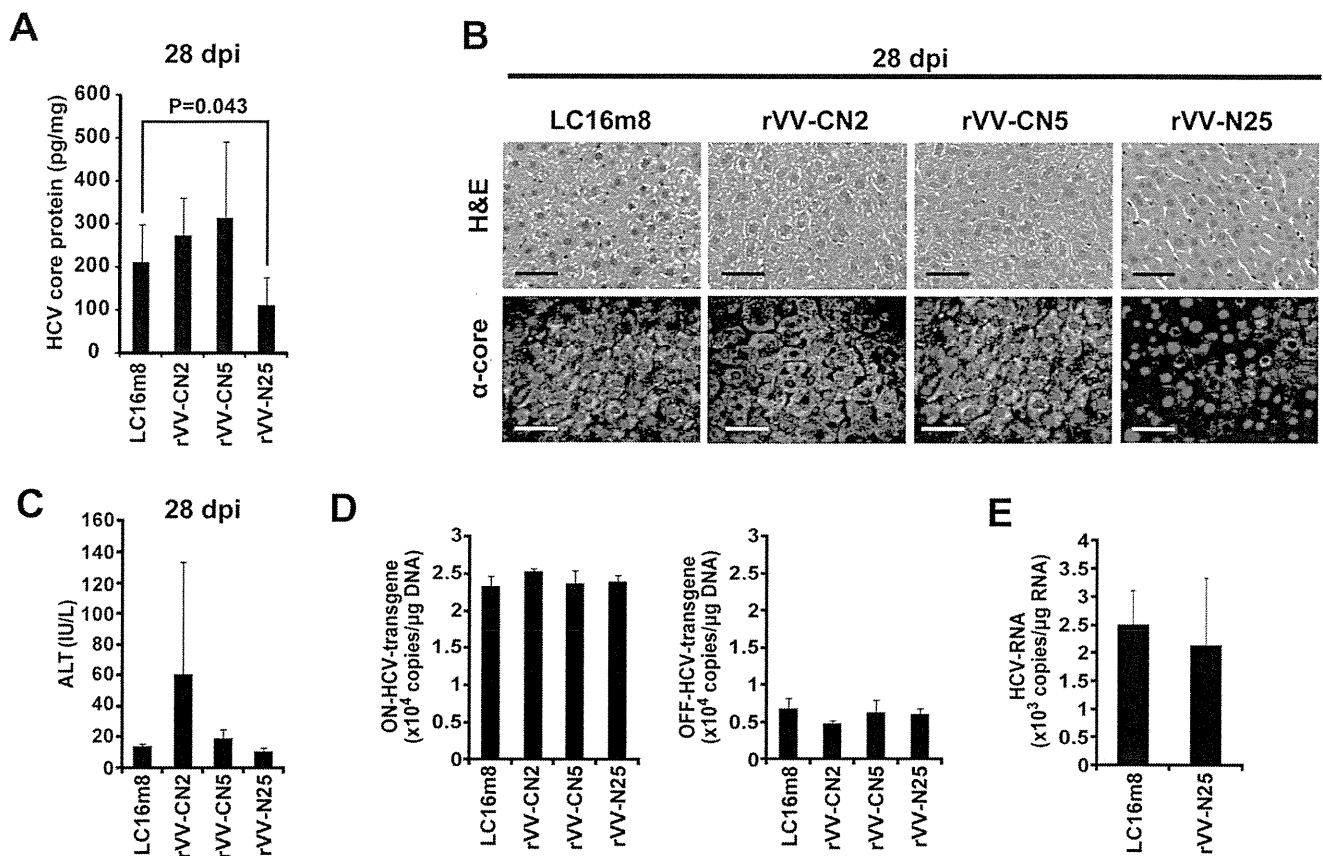 A
28 dpi
HCV core protein (pg/mg)
600
500
400
300
200
100
0
P=0.043
LC16m8
rVV-CN2
rVV-CN5
rVV-N25
B
28 dpi
LC16m8 rVV-CN2 rVV-CN5 rVV-N25
H&E
α-core
C
28 dpi
ALT (IU/L)
160
140
120
100
80
60
40
20
0
LC16m8
rVV-CN2
rVV-CN5
rVV-N25
D
ON-HCV-transgene
(x10⁴ copies/µg DNA)
3
2.5
2
1.5
1
0.5
0
LC16m8
rVV-CN2
rVV-CN5
rVV-N25
OFF-HCV-transgene
(x10⁴ copies/µg DNA)
3
2.5
2
1.5
1
0.5
0
LC16m8
rVV-CN2
rVV-CN5
rVV-N25
E
HCV-RNA
(x10³ copies/µg RNA)
4
3.5
3
2.5
2
1.5
1
0.5
0
LC16m8
rVV-N25